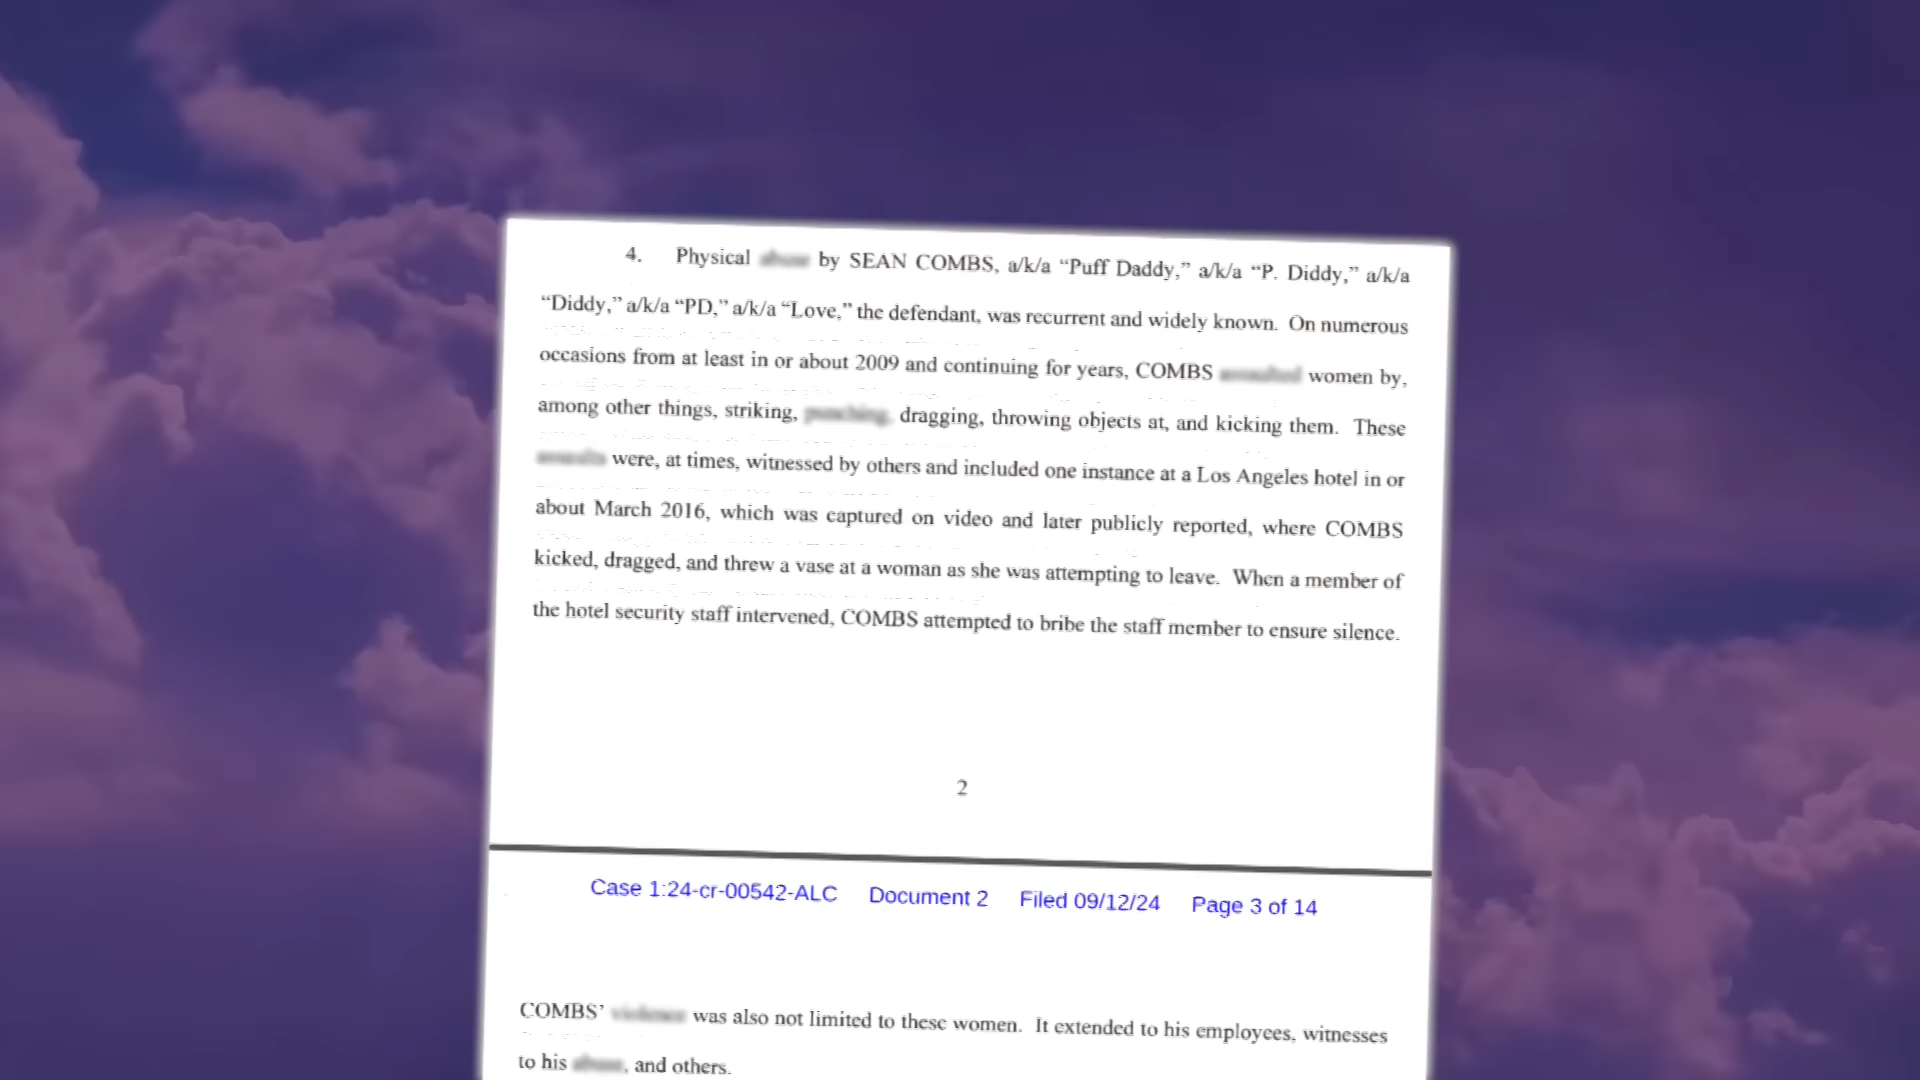 4. Physical by SEAN COMBS, a/k/a “Puff Daddy,” a/k/a “P. Diddy,” a/k/a
“Diddy,” a/k/a “PD,” a/k/a “Love,” the defendant, was recurrent and widely known. On numerous
occasions from at least in or about 2009 and continuing for years, COMBS women by,
among other things, striking, dragging, throwing objects at, and kicking them. These
were, at times, witnessed by others and included one instance at a Los Angeles hotel in or
about March 2016, which was captured on video and later publicly reported, where COMBS
kicked, dragged, and threw a vase at a woman as she was attempting to leave. When a member of
the hotel security staff intervened, COMBS attempted to bribe the staff member to ensure silence.
2
Case 1:24-cr-00542-ALC Document 2 Filed 09/12/24 Page 3 of 14
COMBS’ was also not limited to these women. It extended to his employees, witnesses
to his and others.